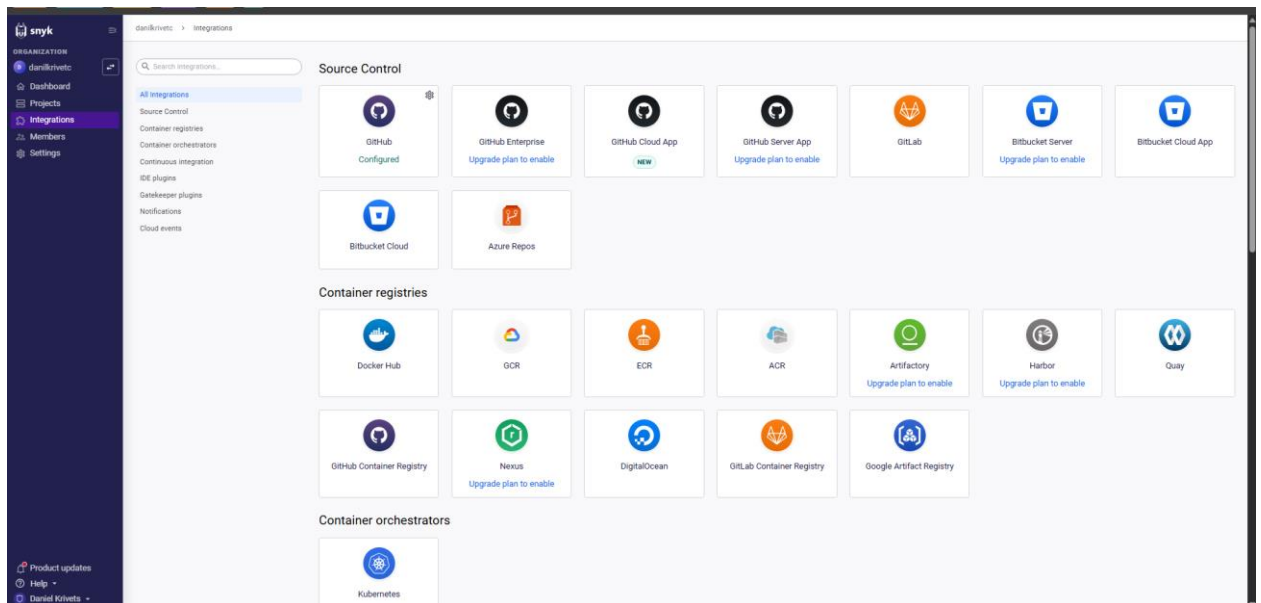 snyk
ORGANIZATION
danilkrivetc
Dashboard
Projects
Integrations
Members
Settings
Product updates
Help
Daniel Krivets
danilkrivetc > Integrations
Search integrations...
All Integrations
Source Control
Container registries
Container orchestrators
Continuous integration
IDE plugins
Gatekeeper plugins
Notifications
Cloud events
Source Control
GitHub
Configured
GitHub Enterprise
Upgrade plan to enable
GitHub Cloud App
NEW
GitHub Server App
Upgrade plan to enable
GitLab
Bitbucket Server
Upgrade plan to enable
Bitbucket Cloud App
Bitbucket Cloud
Azure Repos
Container registries
Docker Hub
GCR
ECR
ACR
Artifactory
Upgrade plan to enable
Harbor
Upgrade plan to enable
Quay
GitHub Container Registry
Nexus
Upgrade plan to enable
DigitalOcean
GitLab Container Registry
Google Artifact Registry
Container orchestrators
Kubernetes